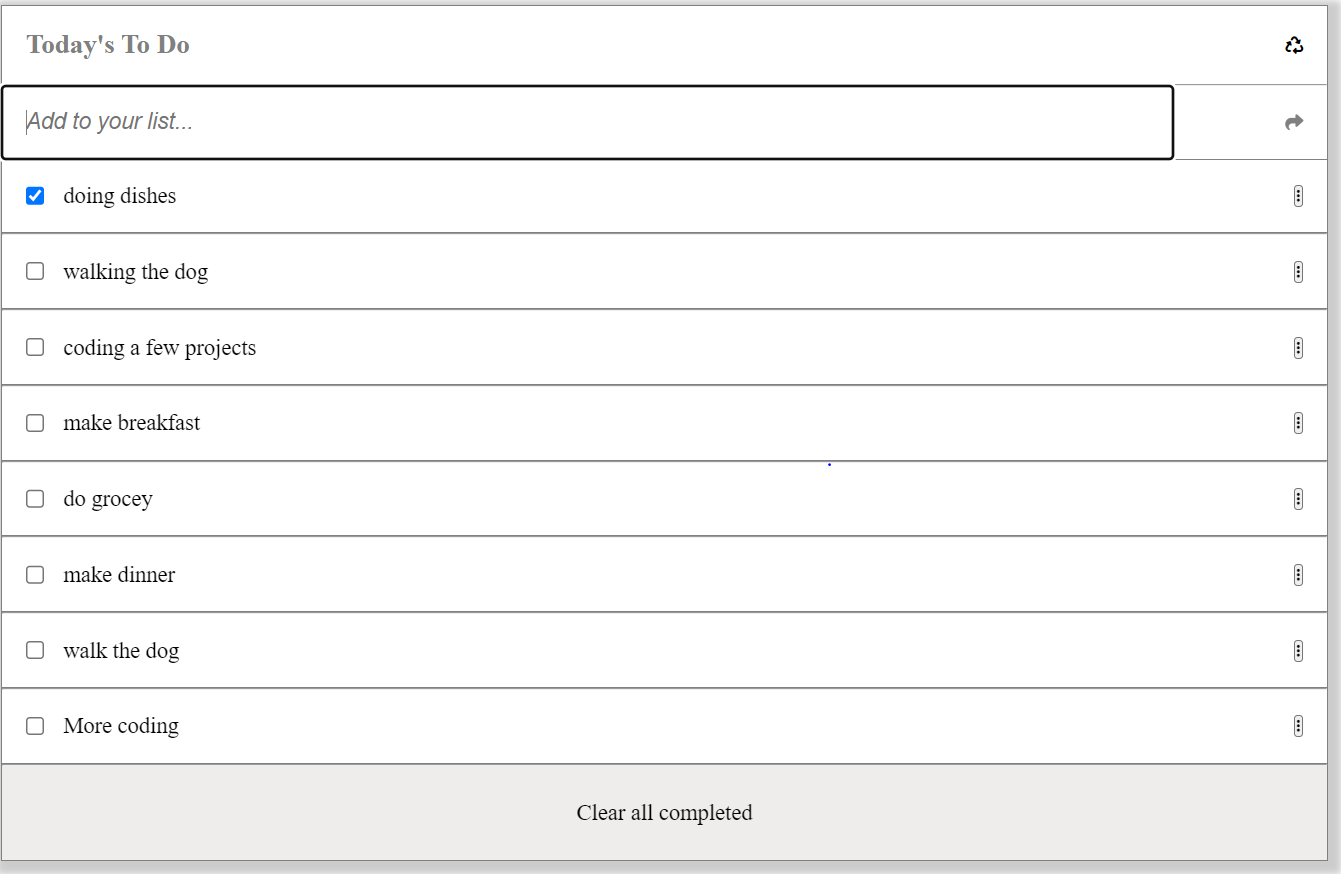 Today's To Do
Add to your list...
doing dishes
walking the dog
coding a few projects
make breakfast
do grocey
make dinner
walk the dog
More coding
Clear all completed